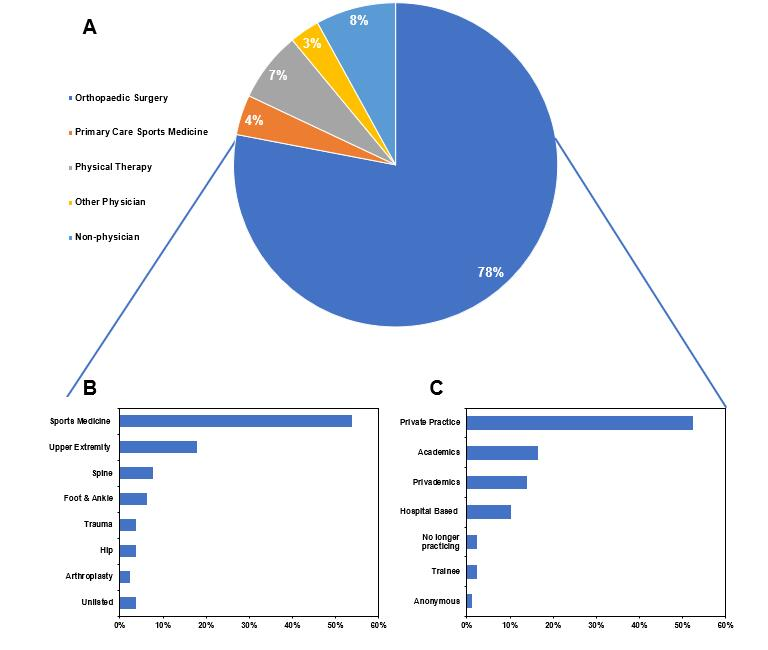 A
8%
3%
7%
4%
78%
Orthopaedic Surgery
Primary Care Sports Medicine
Physical Therapy
Other Physician
Non-physician
B
Sports Medicine
Upper Extremity
Spine
Foot & Ankle
Trauma
Hip
Arthroplasty
Unlisted
0% 10% 20% 30% 40% 50% 60%
C
Private Practice
Academics
Privademics
Hospital Based
No longer
practicing
Trainee
Anonymous
0% 10% 20% 30% 40% 50% 60%